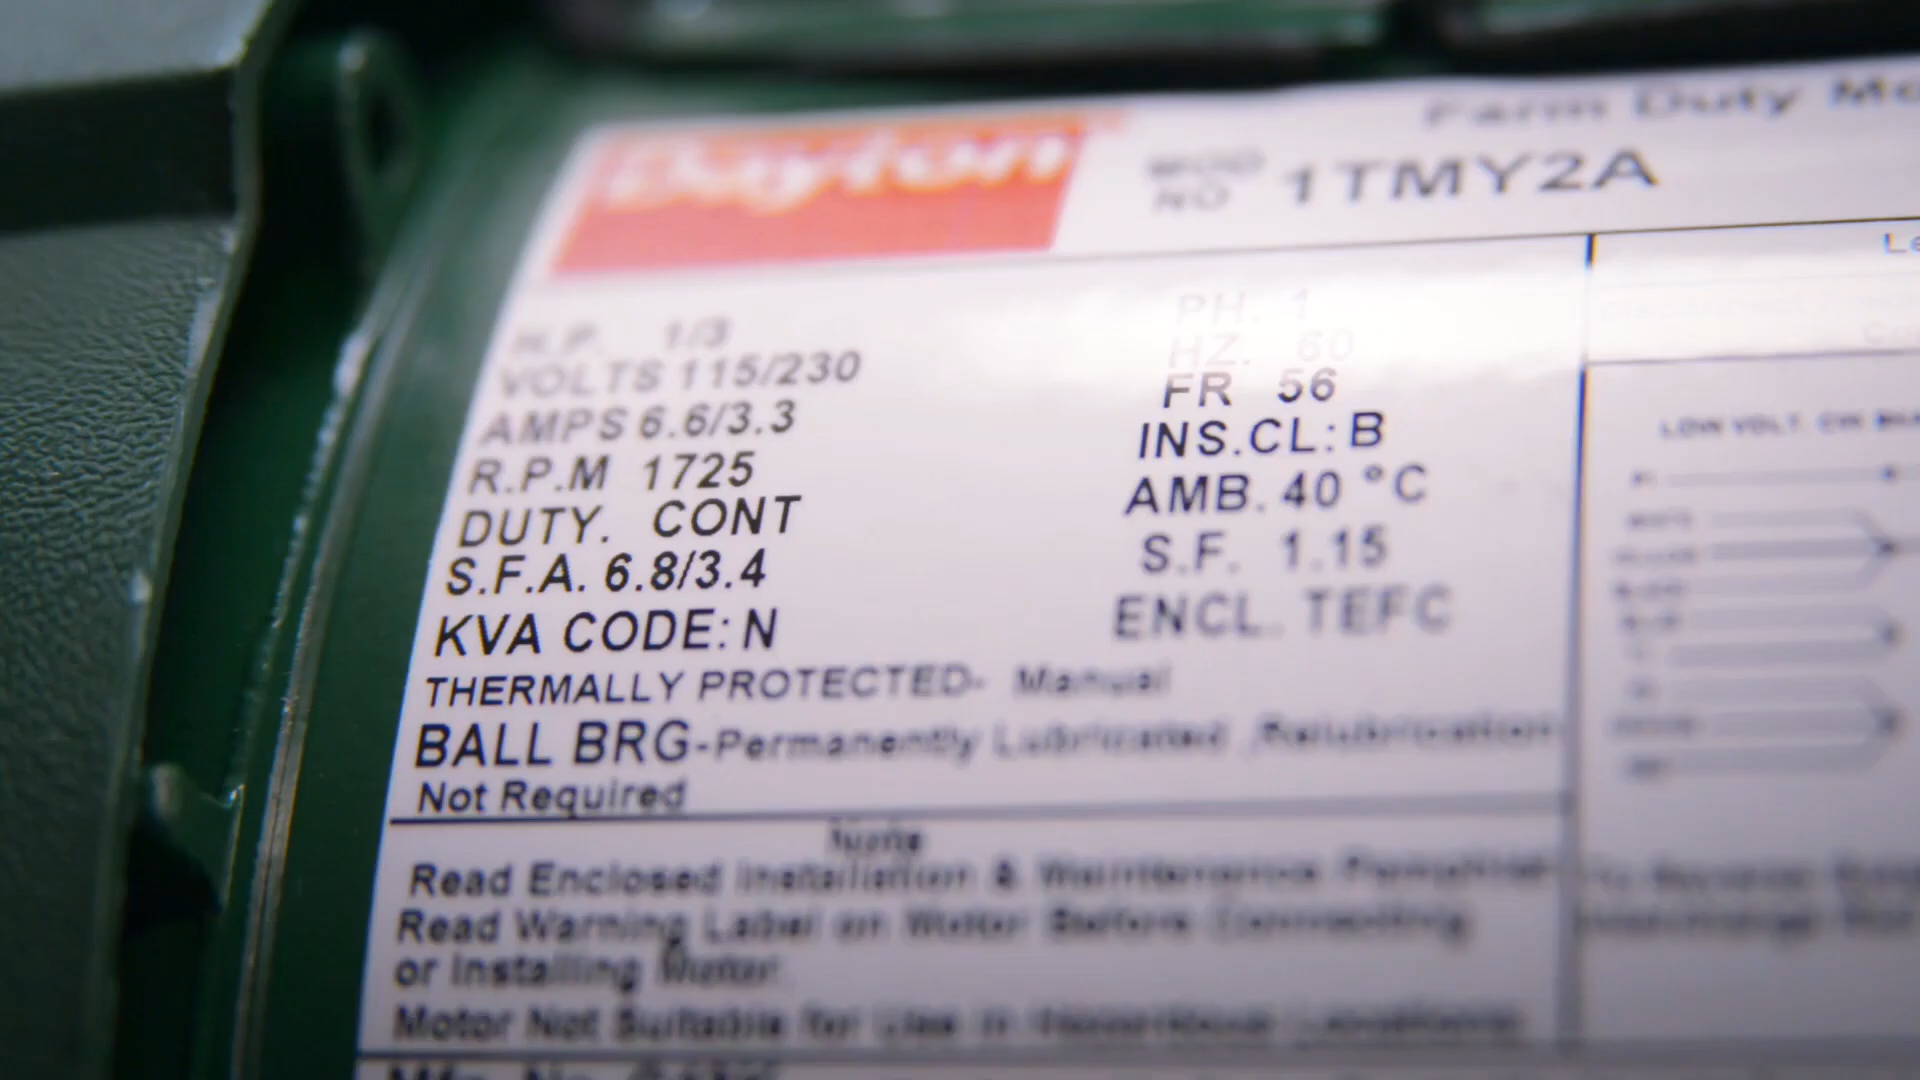 Farm Duty
Dayton
MOD
NO 1TMY2A
H.P. 1/3
VOLTS 115/230
AMPS 6.6/3.3
R.P.M 1725
DUTY. CONT
S.F.A. 6.8/3.4
KVA CODE: N
PH. 1
HZ. 60
FR 56
INS.CL: B
AMB. 40 °C
S.F. 1.15
ENCL. TEFC
THERMALLY PROTECTED- Manual
BALL BRG-Permanently Lubricated ,Relubrication
Not Required
Note
Read Enclosed Installation & Maintenance
Read Warning Label on Motor Before Connecting
or Installing Motor.
Motor Not Suitable for Use in Hazardous Locations
LOW VOLT. CW